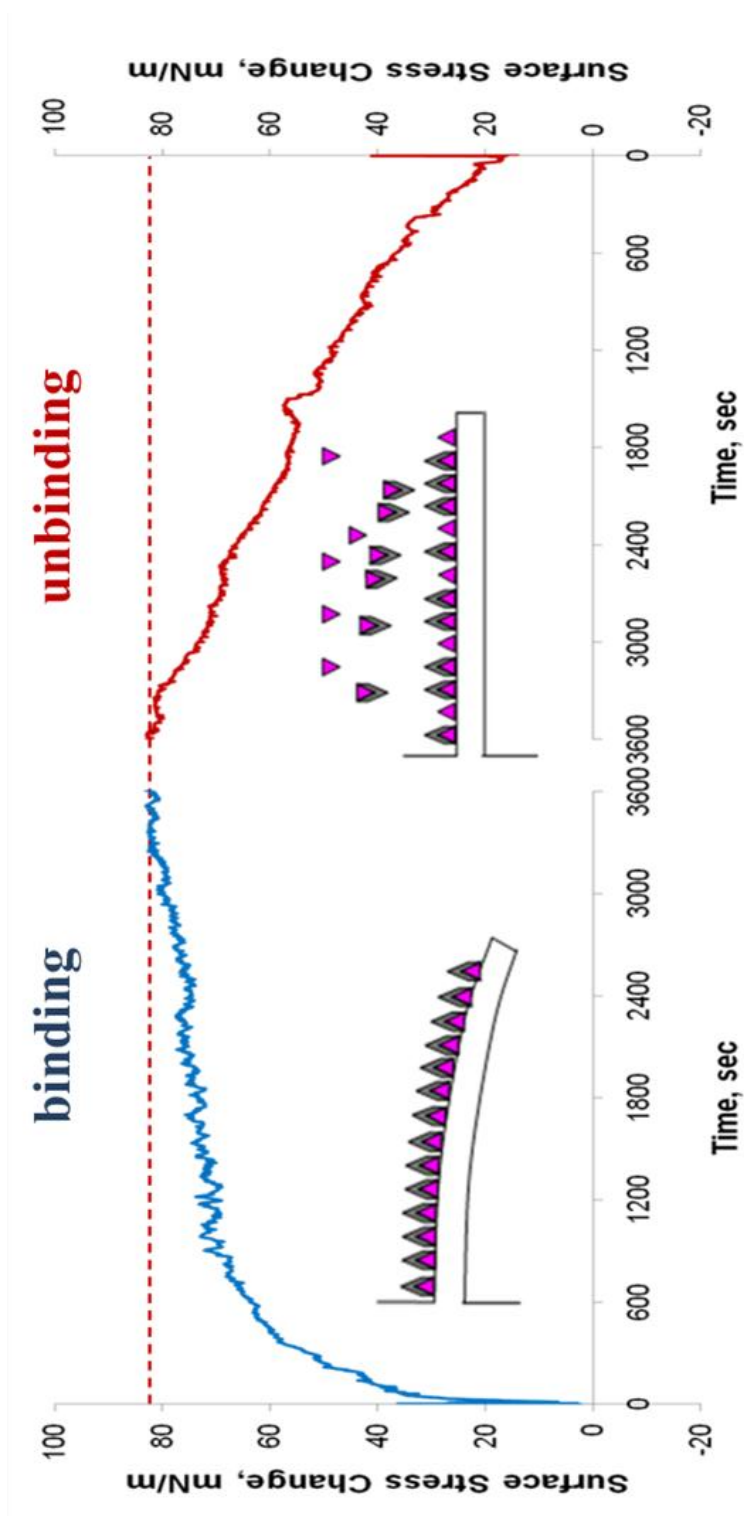 binding
unbinding
Surface Stress Change, mN/m
100
80
60
40
20
0
-20
0 600 1200 1800 2400 3000 3600
Time, sec
3600 3000 2400 1800 1200 600 0
Time, sec
100
80
60
40
20
0
-20
Surface Stress Change, mN/m